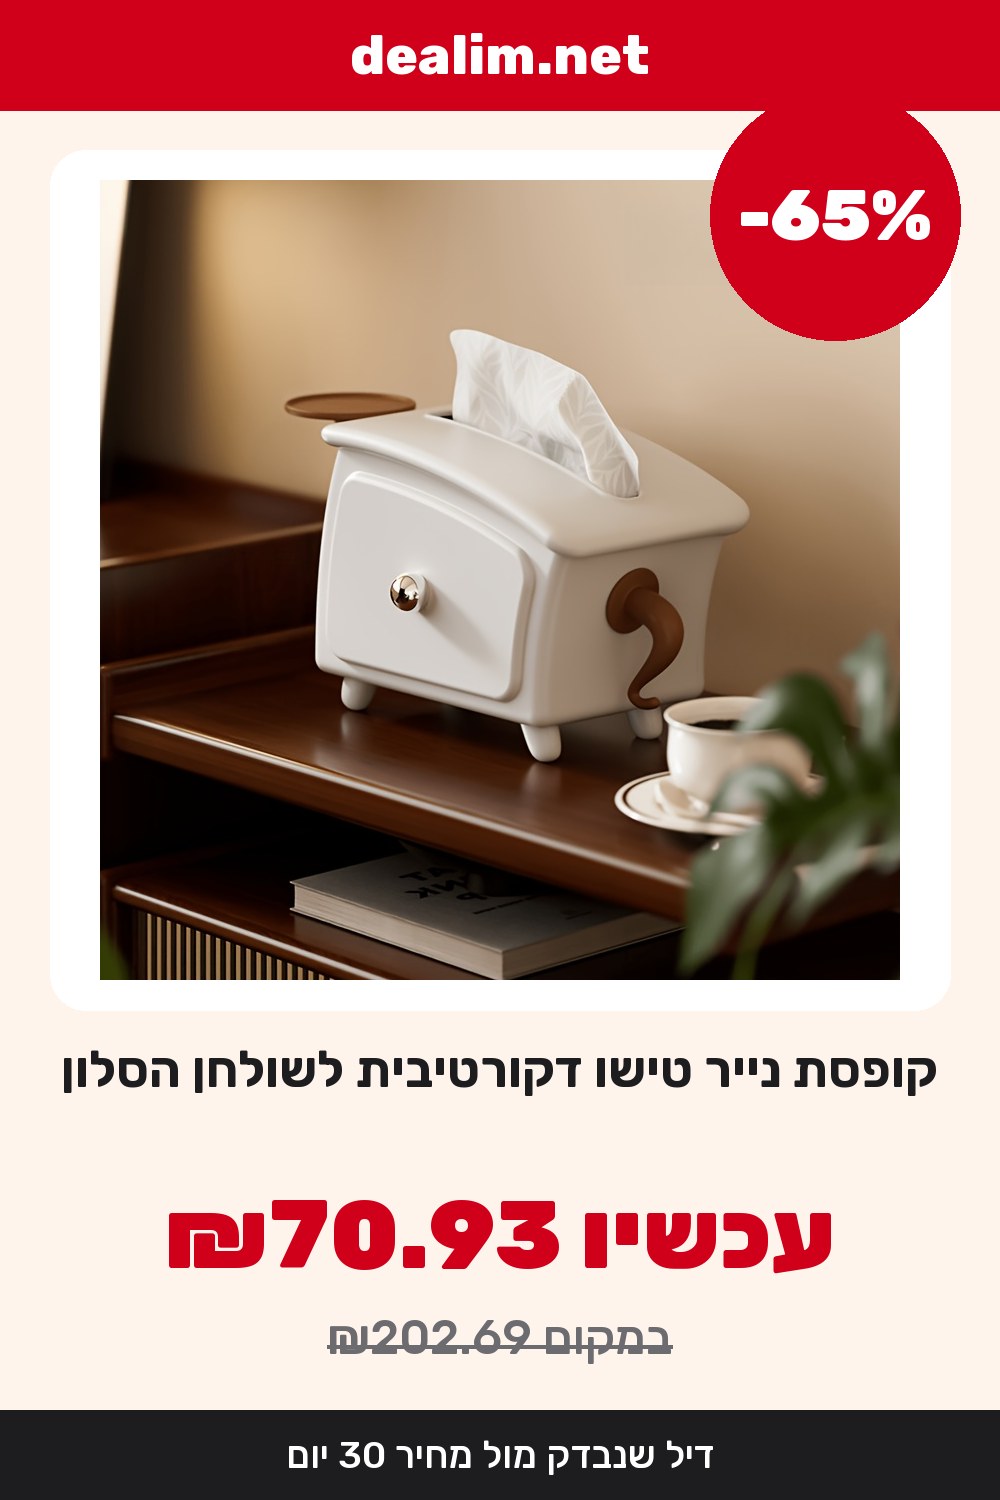 dealim.net
-65%
קופסת נייר טישו דקורטיבית לשולחן הסלון
עכשיו ₪70.93
במקום ₪202.69
דיל שנבדק מול מחיר 30 יום